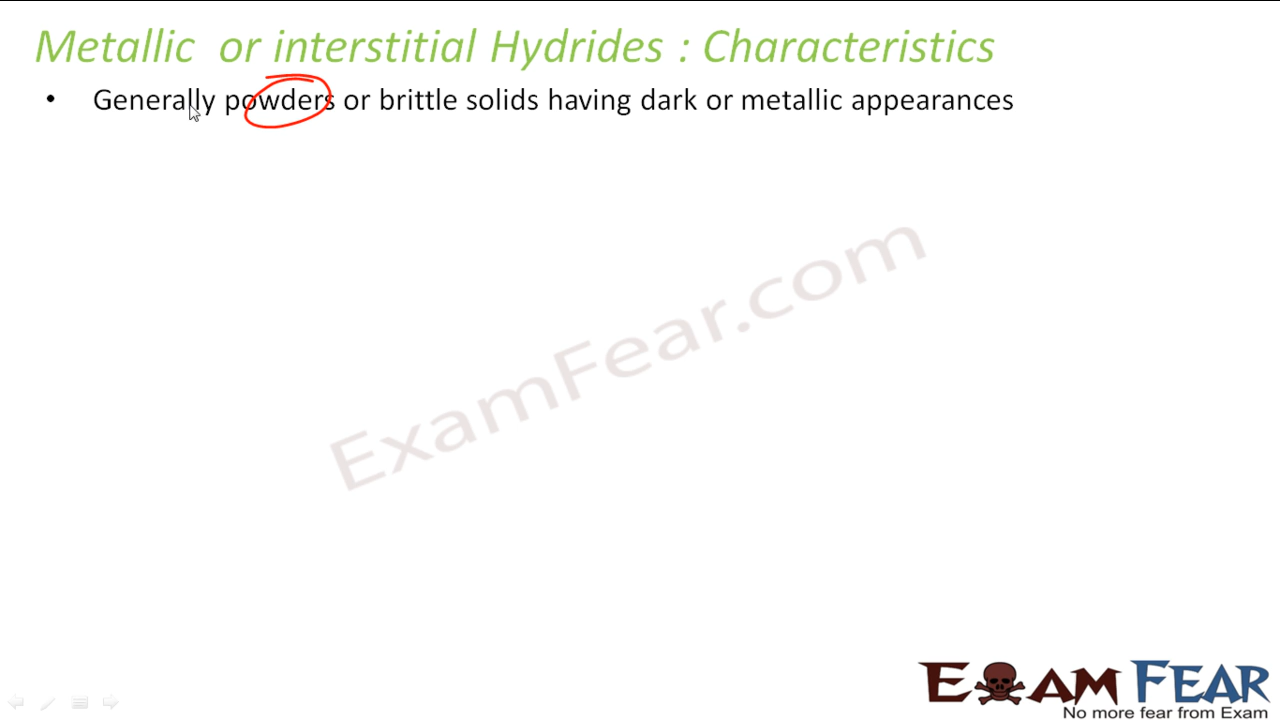 Metallic or interstitial Hydrides : Characteristics
• Generally powders or brittle solids having dark or metallic appearances
ExamFear.com
EXAM FEAR
No more fear from Exam